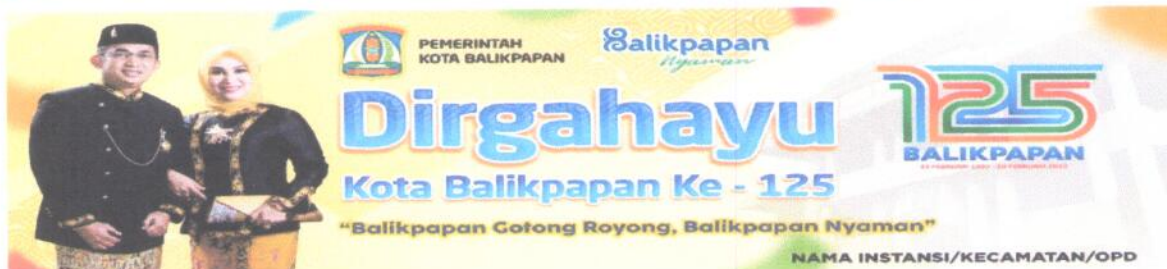 PEMERINTAH
KOTA BALIKPAPAN
Balikpapan
Nyaman
Dirgahayu
Kota Balikpapan Ke - 125
"Balikpapan Gotong Royong, Balikpapan Nyaman"
125
BALIKPAPAN
NAMA INSTANSI/KECAMATAN/OPD